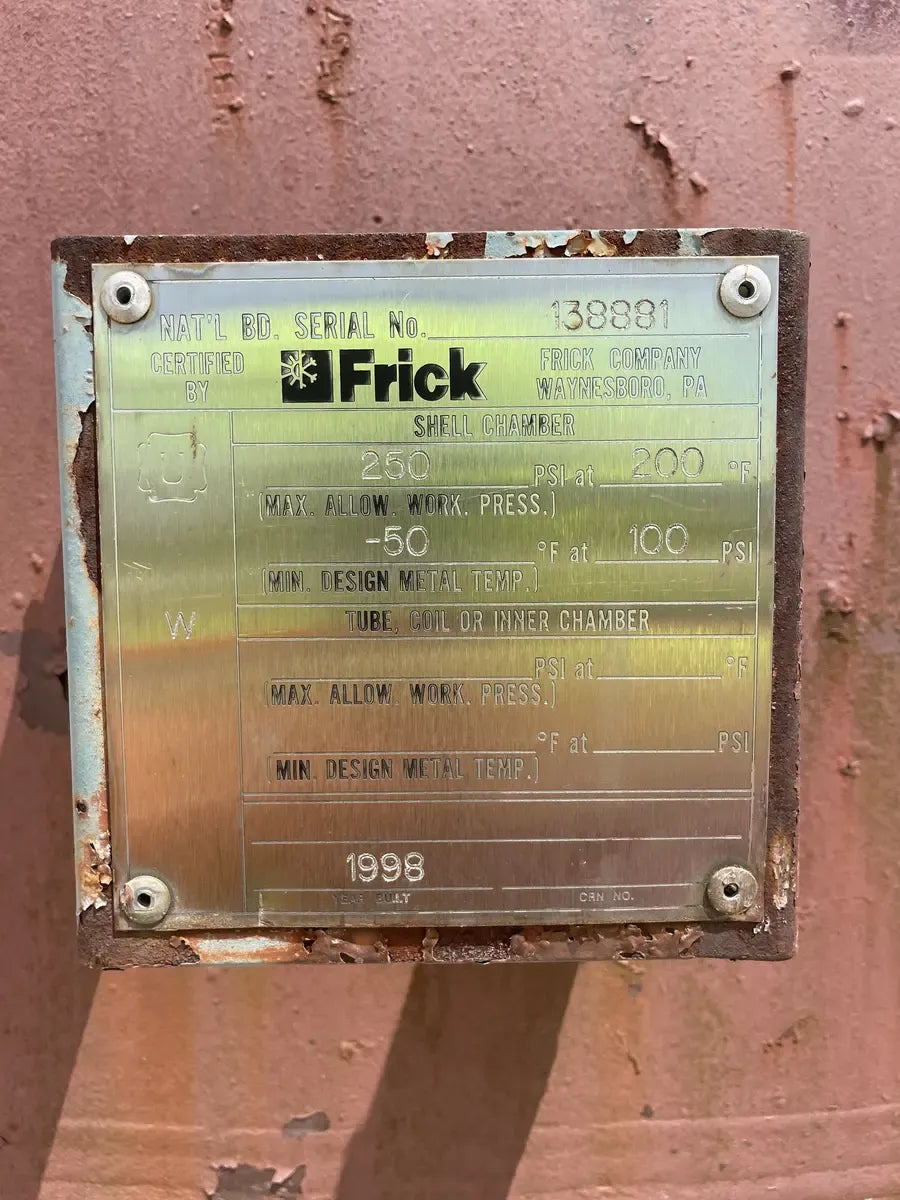 NAT'L BD. SERIAL No. 138881
CERTIFIED BY
Frick
FRICK COMPANY
WAYNESBORO, PA
SHELL CHAMBER
250 PSI at 200 °F
(MAX. ALLOW. WORK. PRESS.)
-50 °F at 100 PSI
(MIN. DESIGN METAL TEMP.)
W
TUBE, COIL OR INNER CHAMBER
PSI at °F
(MAX. ALLOW. WORK. PRESS.)
°F at PSI
(MIN. DESIGN METAL TEMP.)
1998
YEAR BUILT
CRN NO.